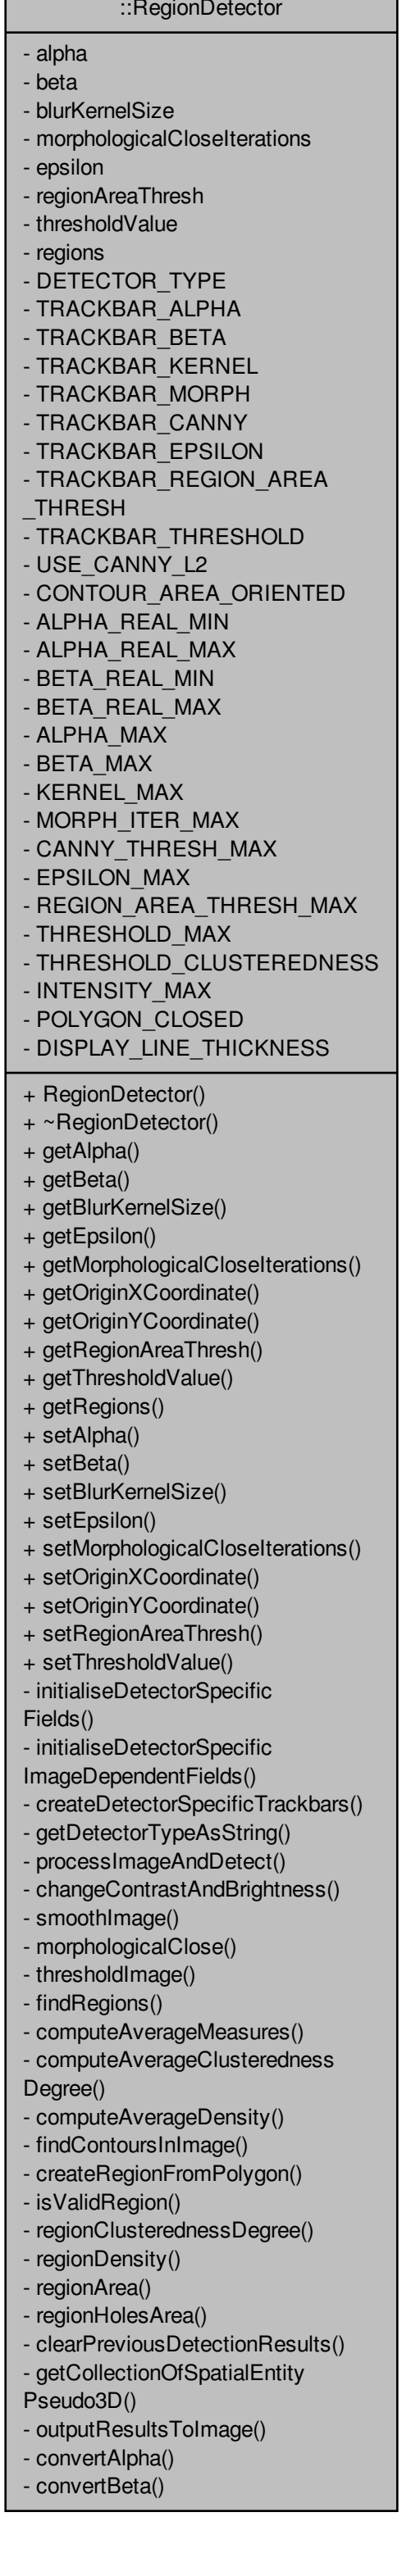 ::RegionDetector
- alpha
- beta
- blurKernelSize
- morphologicalCloseIterations
- epsilon
- regionAreaThresh
- thresholdValue
- regions
- DETECTOR_TYPE
- TRACKBAR_ALPHA
- TRACKBAR_BETA
- TRACKBAR_KERNEL
- TRACKBAR_MORPH
- TRACKBAR_CANNY
- TRACKBAR_EPSILON
- TRACKBAR_REGION_AREA
_THRESH
- TRACKBAR_THRESHOLD
- USE_CANNY_L2
- CONTOUR_AREA_ORIENTED
- ALPHA_REAL_MIN
- ALPHA_REAL_MAX
- BETA_REAL_MIN
- BETA_REAL_MAX
- ALPHA_MAX
- BETA_MAX
- KERNEL_MAX
- MORPH_ITER_MAX
- CANNY_THRESH_MAX
- EPSILON_MAX
- REGION_AREA_THRESH_MAX
- THRESHOLD_MAX
- THRESHOLD_CLUSTEREDNESS
- INTENSITY_MAX
- POLYGON_CLOSED
- DISPLAY_LINE_THICKNESS
+ RegionDetector()
+ ~RegionDetector()
+ getAlpha()
+ getBeta()
+ getBlurKernelSize()
+ getEpsilon()
+ getMorphologicalCloseIterations()
+ getOriginXCoordinate()
+ getOriginYCoordinate()
+ getRegionAreaThresh()
+ getThresholdValue()
+ getRegions()
+ setAlpha()
+ setBeta()
+ setBlurKernelSize()
+ setEpsilon()
+ setMorphologicalCloseIterations()
+ setOriginXCoordinate()
+ setOriginYCoordinate()
+ setRegionAreaThresh()
+ setThresholdValue()
- initialiseDetectorSpecific
Fields()
- initialiseDetectorSpecific
ImageDependentFields()
- createDetectorSpecificTrackbars()
- getDetectorTypeAsString()
- processImageAndDetect()
- changeContrastAndBrightness()
- smoothImage()
- morphologicalClose()
- thresholdImage()
- findRegions()
- computeAverageMeasures()
- computeAverageClusteredness
Degree()
- computeAverageDensity()
- findContoursInImage()
- createRegionFromPolygon()
- isValidRegion()
- regionClusterednessDegree()
- regionDensity()
- regionArea()
- regionHolesArea()
- clearPreviousDetectionResults()
- getCollectionOfSpatialEntity
Pseudo3D()
- outputResultsToImage()
- convertAlpha()
- convertBeta()